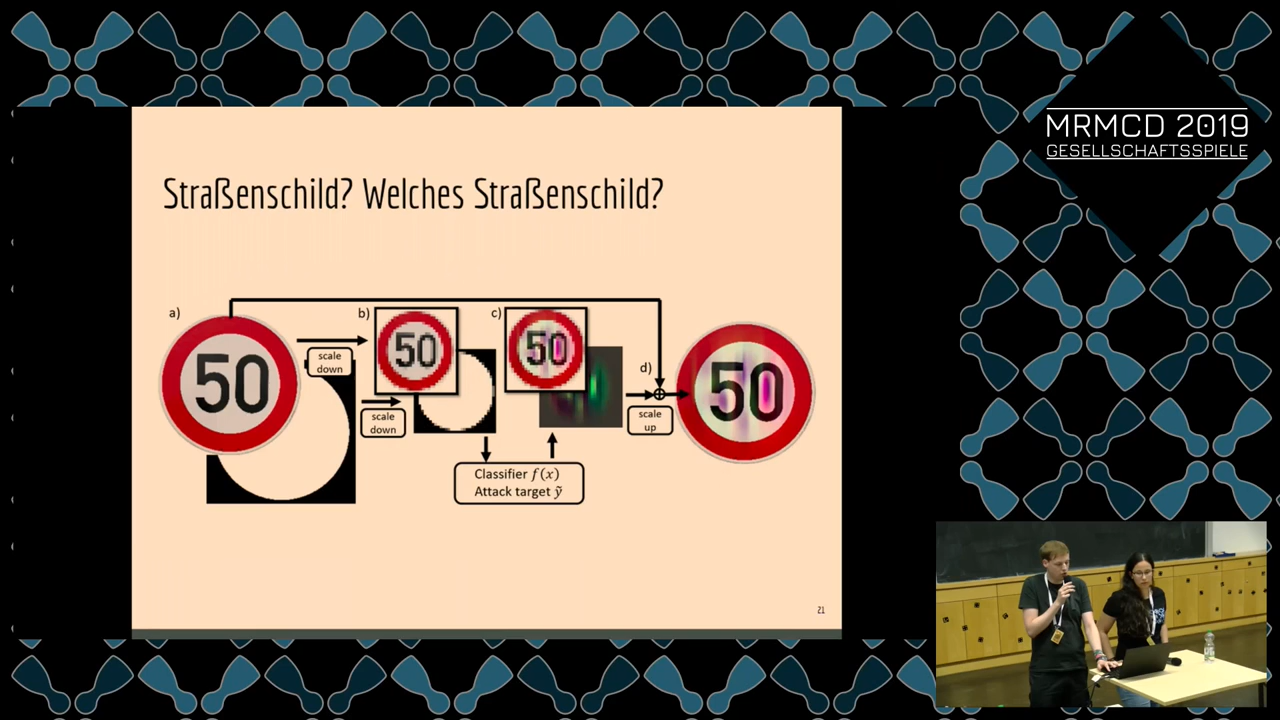 MRMCD 2019
GESELLSCHAFTSSPIELE
Straßenschild? Welches Straßenschild?
a)
50
scale
down
scale
down
b)
50
c)
50
d)
scale
up
50
Classifier f(x)
Attack target ỹ
21